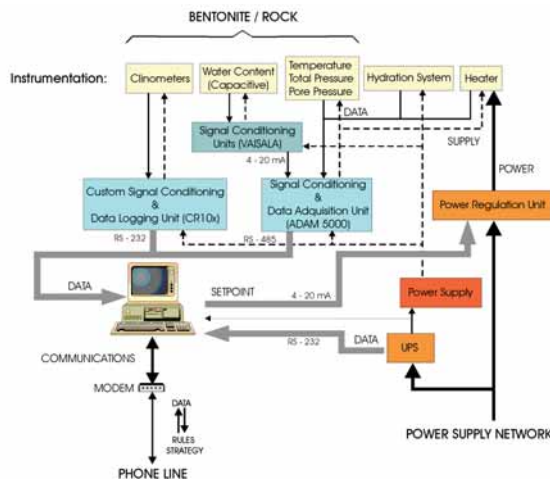 BENTONITE / ROCK
Instrumentation:
Clinometers
Water Content
(Capacitive)
Temperature
Total Pressure
Pore Pressure
Hydration System
Heater
DATA
SUPPLY
Signal Conditioning
Units (VAISALA)
4 - 20 mA
POWER
Custom Signal Conditioning
&
Data Logging Unit (CR10x)
Signal Conditioning
&
Data Adquisition Unit
(ADAM 5000)
Power Regulation Unit
RS - 232
RS - 485
DATA
SETPOINT
4 - 20 mA
Power Supply
DATA
RS - 232
UPS
COMMUNICATIONS
MODEM
DATA
RULES
STRATEGY
POWER SUPPLY NETWORK
PHONE LINE